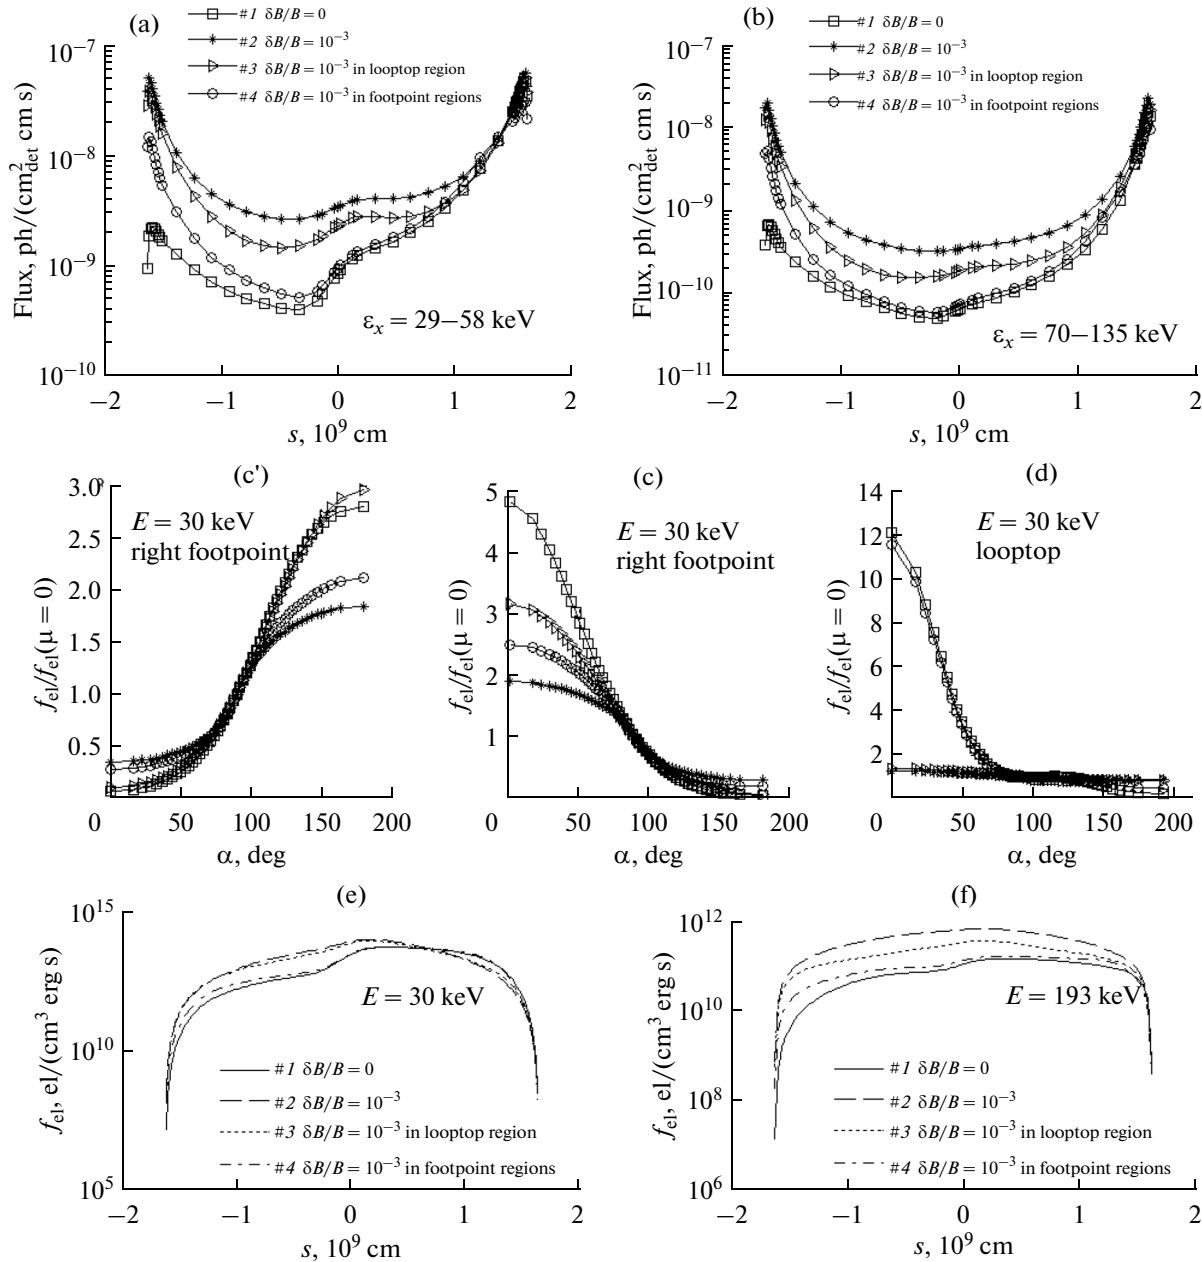 (a)
#1 δB/B = 0
#2 δB/B = 10⁻³
#3 δB/B = 10⁻³ in looptop region
#4 δB/B = 10⁻³ in footpoint regions
10⁻⁷
10⁻⁸
10⁻⁹
10⁻¹⁰
Flux, ph/(cm²det cm s)
εx = 29–58 keV
−2 −1 0 1 2
s, 10⁹ cm
(b)
#1 δB/B = 0
#2 δB/B = 10⁻³
#3 δB/B = 10⁻³ in looptop region
#4 δB/B = 10⁻³ in footpoint regions
10⁻⁷
10⁻⁸
10⁻⁹
10⁻¹⁰
10⁻¹¹
Flux, ph/(cm²det cm s)
εx = 70–135 keV
−2 −1 0 1 2
s, 10⁹ cm
(c')
3.0
2.5
2.0
1.5
1.0
0.5
fel/fel(μ = 0)
E = 30 keV
right footpoint
0 50 100 150 200
α, deg
(c)
5
4
3
2
1
fel/fel(μ = 0)
E = 30 keV
right footpoint
0 50 100 150 200
α, deg
(d)
14
12
10
8
6
4
2
fel/fel(μ = 0)
E = 30 keV
looptop
0 50 100 150 200
α, deg
(e)
10¹⁵
10¹⁰
10⁵
fel, el/(cm³ erg s)
E = 30 keV
#1 δB/B = 0
#2 δB/B = 10⁻³
#3 δB/B = 10⁻³ in looptop region
#4 δB/B = 10⁻³ in footpoint regions
−2 −1 0 1 2
s, 10⁹ cm
(f)
10¹²
10¹⁰
10⁸
10⁶
fel, el/(cm³ erg s)
E = 193 keV
#1 δB/B = 0
#2 δB/B = 10⁻³
#3 δB/B = 10⁻³ in looptop region
#4 δB/B = 10⁻³ in footpoint regions
−2 −1 0 1 2
s, 10⁹ cm